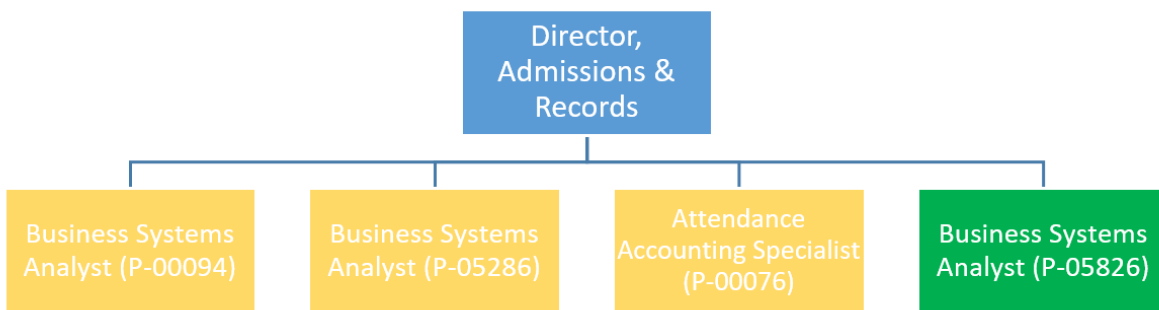 Director,
Admissions &
Records
Business Systems
Analyst (P-00094)
Business Systems
Analyst (P-05286)
Attendance
Accounting Specialist
(P-00076)
Business Systems
Analyst (P-05826)